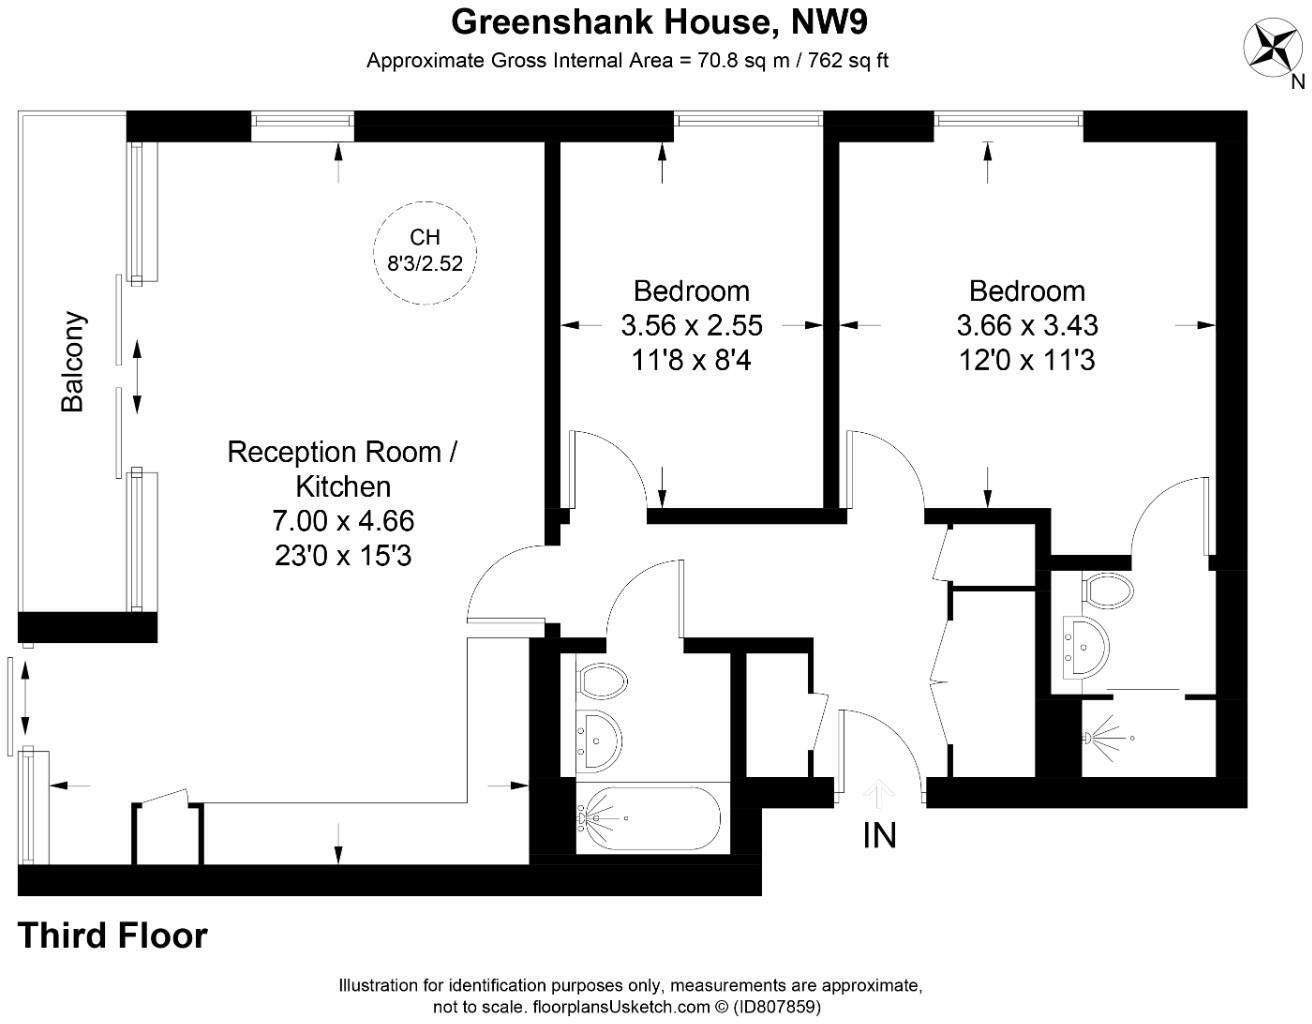 Greenshank House, NW9
Approximate Gross Internal Area = 70.8 sq m / 762 sq ft
N
CH
8'3/2.52
Balcony
Bedroom
3.56 x 2.55
11'8 x 8'4
Bedroom
3.66 x 3.43
12'0 x 11'3
Reception Room /
Kitchen
7.00 x 4.66
23'0 x 15'3
IN
Third Floor
Illustration for identification purposes only, measurements are approximate,
not to scale. floorplansUsketch.com © (ID807859)